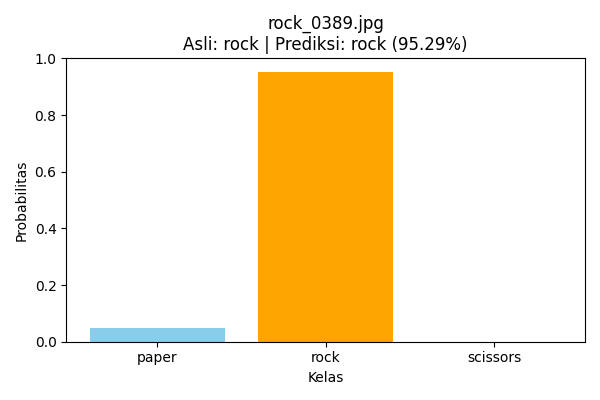 rock_0389.jpg
Asli: rock | Prediksi: rock (95.29%)
1.0
0.8
0.6
0.4
0.2
0.0
Probabilitas
paper
rock
scissors
Kelas